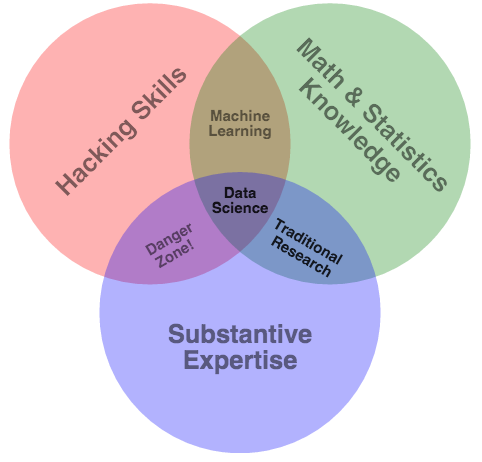 Hacking Skills
Math & Statistics
Knowledge
Machine
Learning
Data
Science
Danger
Zone!
Traditional
Research
Substantive
Expertise